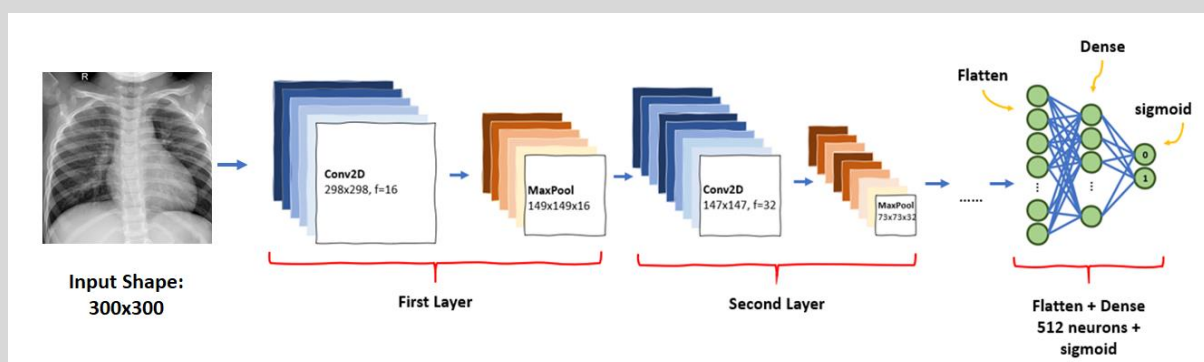 R
Input Shape:
300x300
Conv2D
298x298, f=16
MaxPool
149x149x16
First Layer
Conv2D
147x147, f=32
MaxPool
73x73x32
Second Layer
......
Flatten
Dense
sigmoid
0
1
Flatten + Dense
512 neurons +
sigmoid